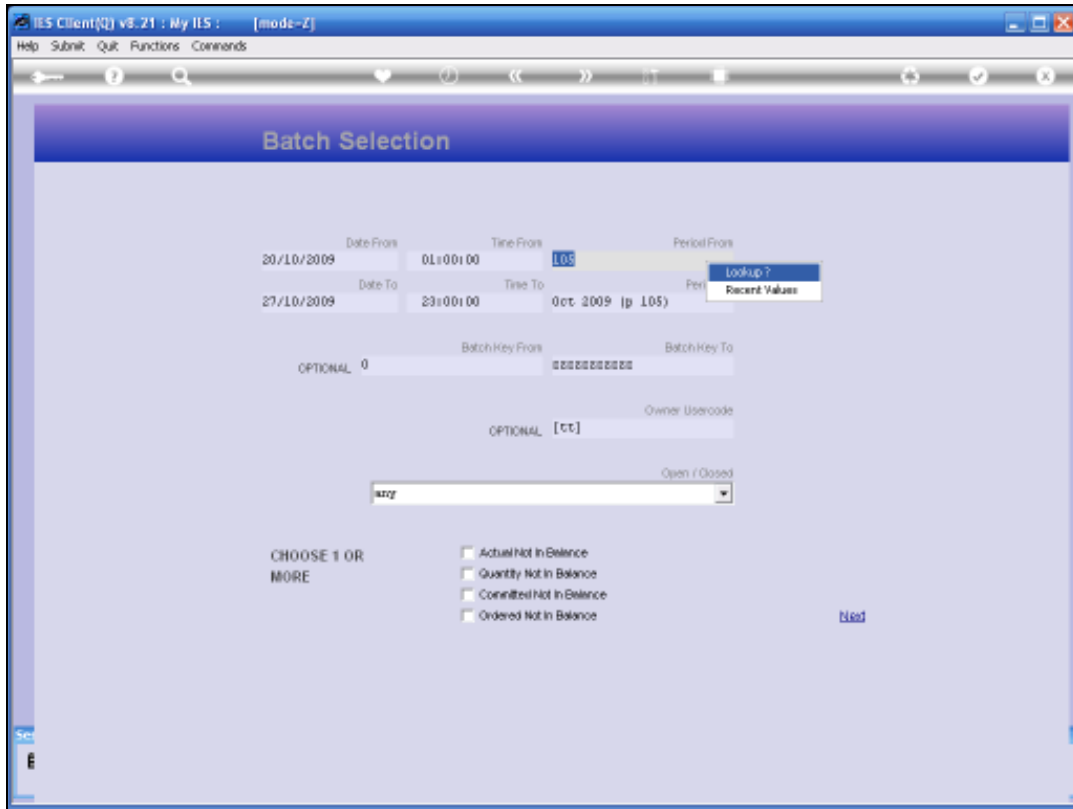 IES Client(Q) v8.21 : My IES : [mode-Z]
Help Submit Quit Functions Commands
Batch Selection
Date From Time From Period From
20/10/2009 01:00:00 105
Lookup ?
Date To Time To Peri
Recent Values
27/10/2009 23:00:00 Oct 2009 (p 105)
Batch Key From Batch Key To
OPTIONAL 0
Owner Usercode
OPTIONAL [tt]
Open / Closed
any
CHOOSE 1 OR
MORE
Actual Not In Balance
Quantity Not in Balance
Committed Not In Balance
Ordered Not In Balance
Next